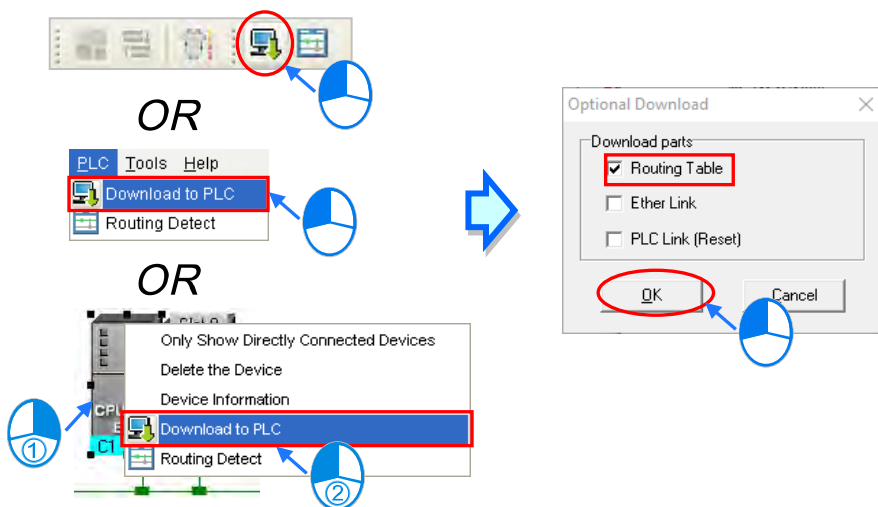 OR
PLC Tools Help
Download to PLC
Routing Detect
OR
Only Show Directly Connected Devices
Delete the Device
Device Information
Download to PLC
Routing Detect
CPU
C1
①
②
Optional Download
Download parts
Routing Table
Ether Link
PLC Link (Reset)
OK
Cancel